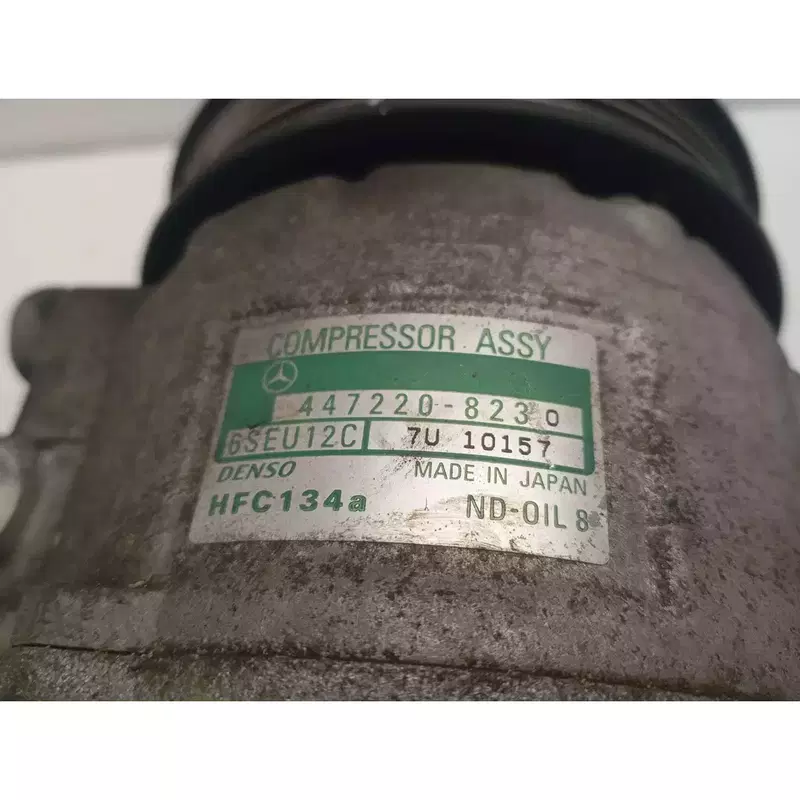 COMPRESSOR ASSY
447220-8230
6SEU12C 7U 10157
DENSO MADE IN JAPAN
HFC134a ND-OIL 8